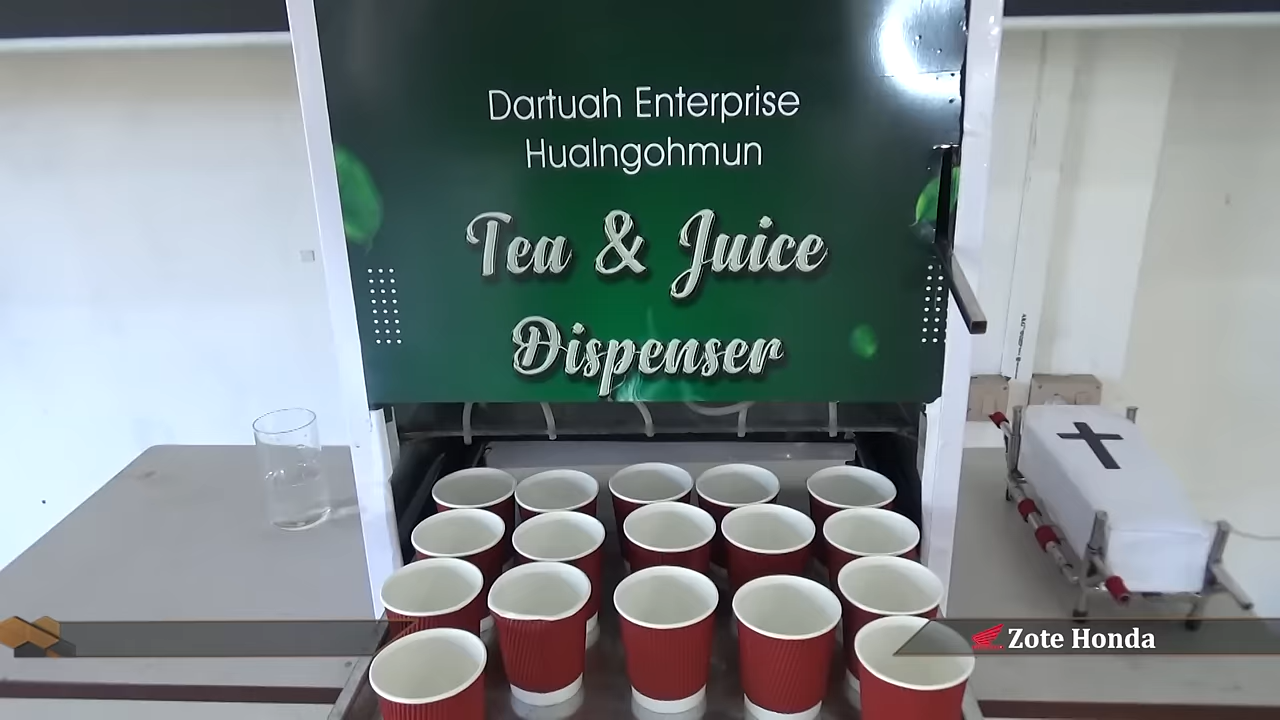 Dartuah Enterprise
Hualngohmun
Tea & Juice
Dispenser
Zote Honda